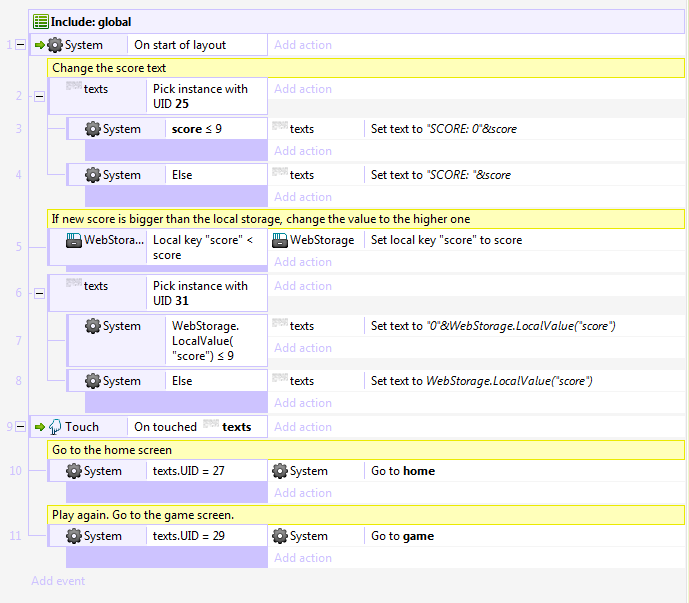 Include: global
1 System On start of layout Add action
Change the score text
2 texts Pick instance with UID 25 Add action
3 System score ≤ 9 texts Set text to "SCORE: 0"&score
Add action
4 System Else texts Set text to "SCORE: "&score
Add action
If new score is bigger than the local storage, change the value to the higher one
5 WebStora... Local key "score" < score WebStorage Set local key "score" to score
Add action
6 texts Pick instance with UID 31 Add action
7 System WebStorage.LocalValue("score") ≤ 9 texts Set text to "0"&WebStorage.LocalValue("score")
Add action
8 System Else texts Set text to WebStorage.LocalValue("score")
Add action
9 Touch On touched texts Add action
Go to the home screen
10 System texts.UID = 27 System Go to home
Add action
Play again. Go to the game screen.
11 System texts.UID = 29 System Go to game
Add action
Add event